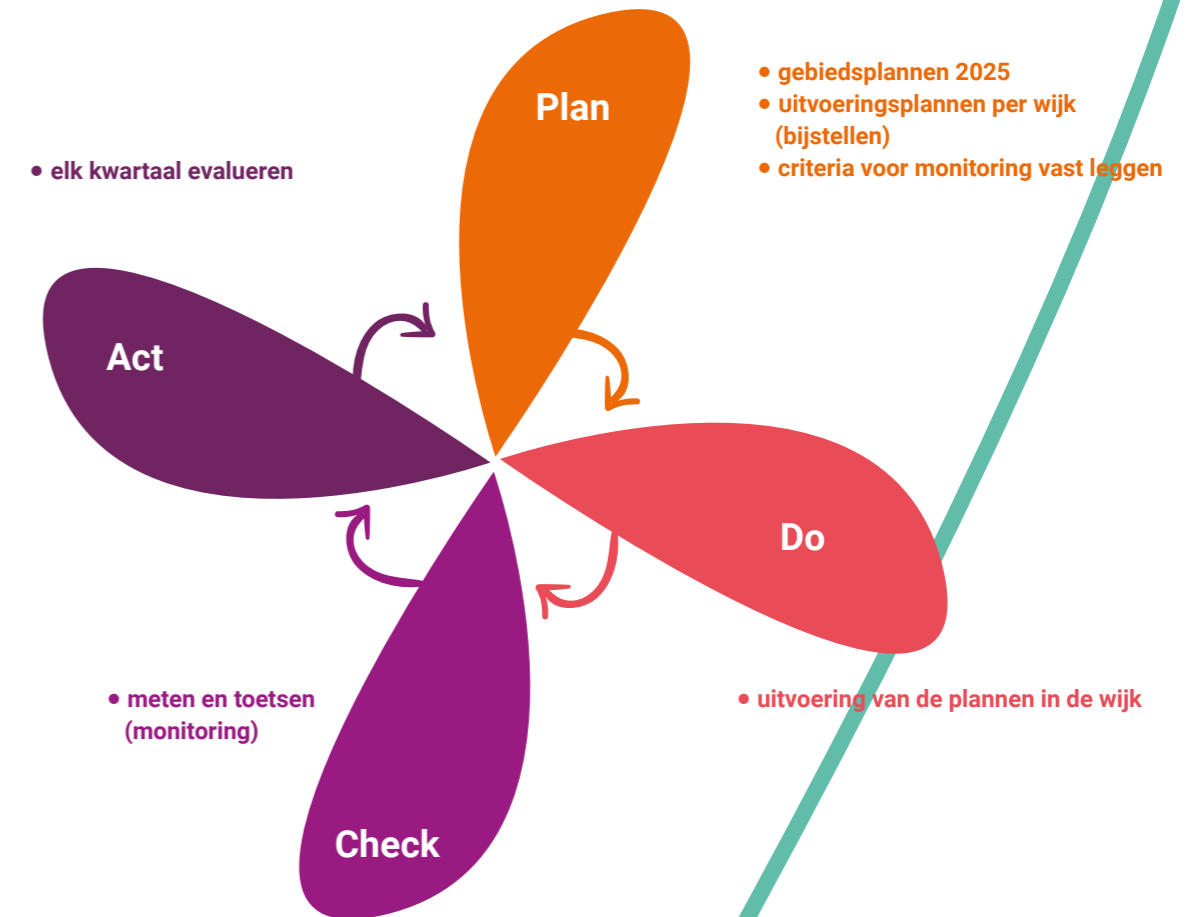 Plan
• gebiedsplannen 2025
• uitvoeringsplannen per wijk
(bijstellen)
• criteria voor monitoring vast leggen
• elk kwartaal evalueren
Act
Do
• meten en toetsen
(monitoring)
• uitvoering van de plannen in de wijk
Check